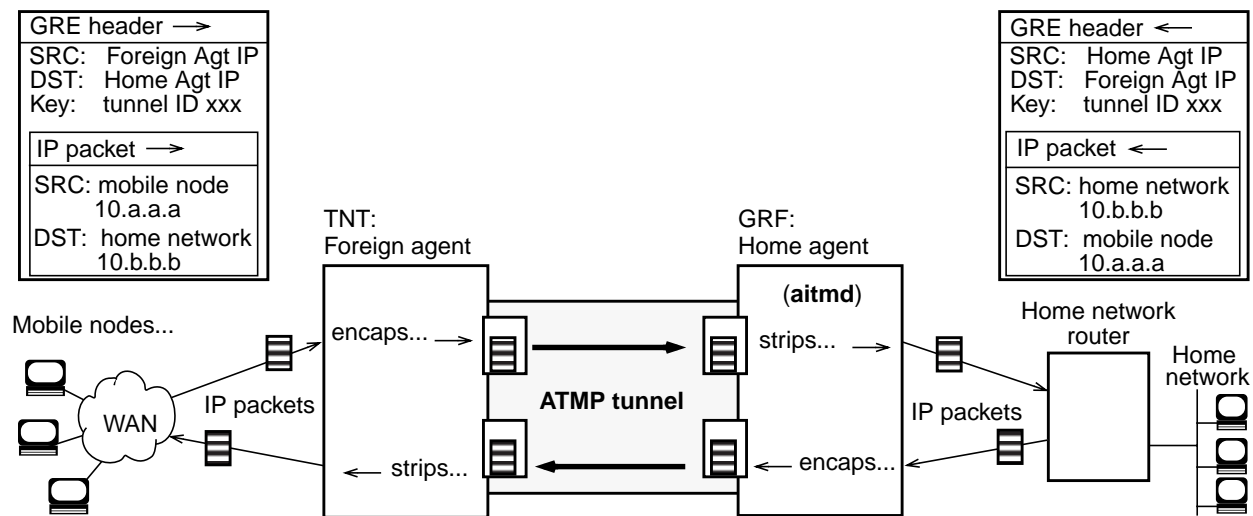 GRE header →
SRC: Foreign Agt IP
DST: Home Agt IP
Key: tunnel ID xxx
IP packet →
SRC: mobile node
10.a.a.a
DST: home network
10.b.b.b
GRE header ←
SRC: Home Agt IP
DST: Foreign Agt IP
Key: tunnel ID xxx
IP packet ←
SRC: home network
10.b.b.b
DST: mobile node
10.a.a.a
TNT:
Foreign agent
GRF:
Home agent
(aitmd)
Mobile nodes...
encaps...
strips...
Home network
router
Home
network
WAN
IP packets
ATMP tunnel
IP packets
strips...
encaps...